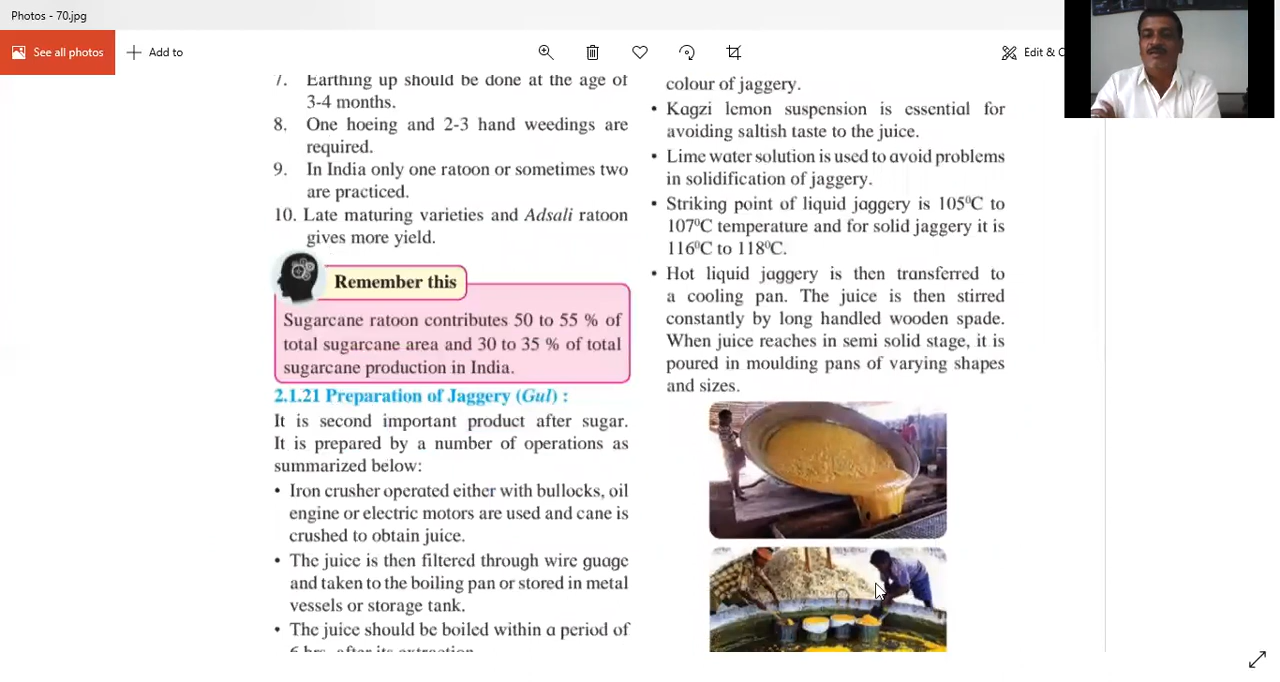 Photos - 70.jpg
See all photos
Add to
Edit & C
7. Earthing up should be done at the age of
3-4 months.
8. One hoeing and 2-3 hand weedings are
required.
9. In India only one ratoon or sometimes two
are practiced.
10. Late maturing varieties and Adsali ratoon
gives more yield.
Remember this
Sugarcane ratoon contributes 50 to 55 % of
total sugarcane area and 30 to 35 % of total
sugarcane production in India.
2.1.21 Preparation of Jaggery (Gul) :
It is second important product after sugar.
It is prepared by a number of operations as
summarized below:
• Iron crusher operated either with bullocks, oil
engine or electric motors are used and cane is
crushed to obtain juice.
• The juice is then filtered through wire guage
and taken to the boiling pan or stored in metal
vessels or storage tank.
• The juice should be boiled within a period of
6 hrs. after its extraction
colour of jaggery.
• Kagzi lemon suspension is essential for
avoiding saltish taste to the juice.
• Lime water solution is used to avoid problems
in solidification of jaggery.
• Striking point of liquid jaggery is 105⁰C to
107⁰C temperature and for solid jaggery it is
116⁰C to 118⁰C.
• Hot liquid jaggery is then transferred to
a cooling pan. The juice is then stirred
constantly by long handled wooden spade.
When juice reaches in semi solid stage, it is
poured in moulding pans of varying shapes
and sizes.